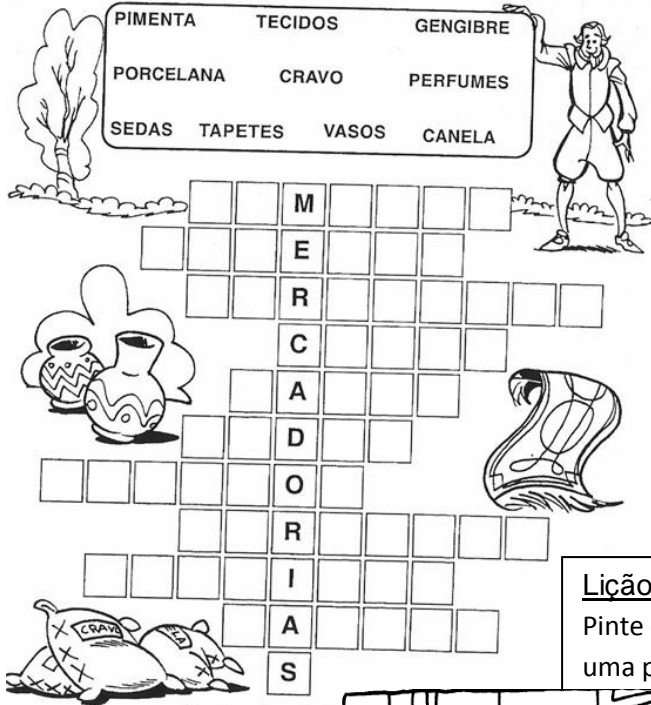 PIMENTA TECIDOS GENGIBRE
PORCELANA CRAVO PERFUMES
SEDAS TAPETES VASOS CANELA
M
E
R
C
A
D
O
R
I
A
S
CRAVO
Lição
Pinte
uma